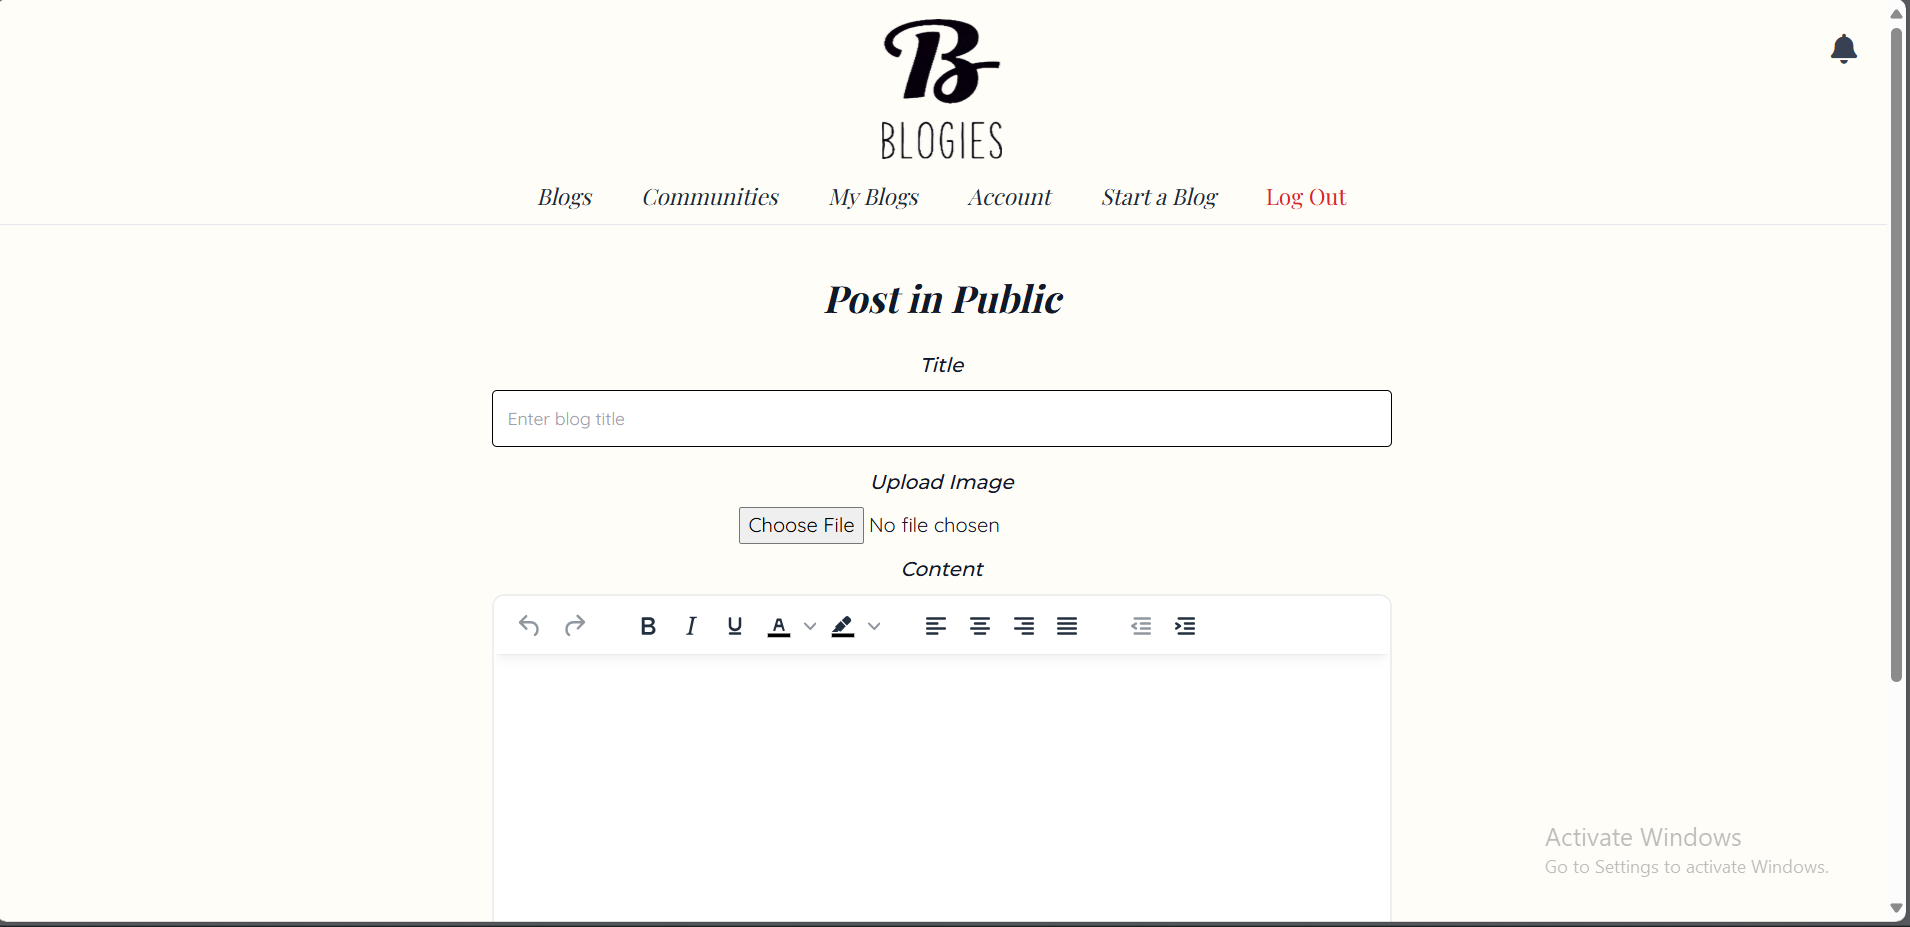 B
BLOGIES
Blogs Communities My Blogs Account Start a Blog Log Out
Post in Public
Title
Enter blog title
Upload Image
Choose File No file chosen
Content
B I U A
Activate Windows
Go to Settings to activate Windows.